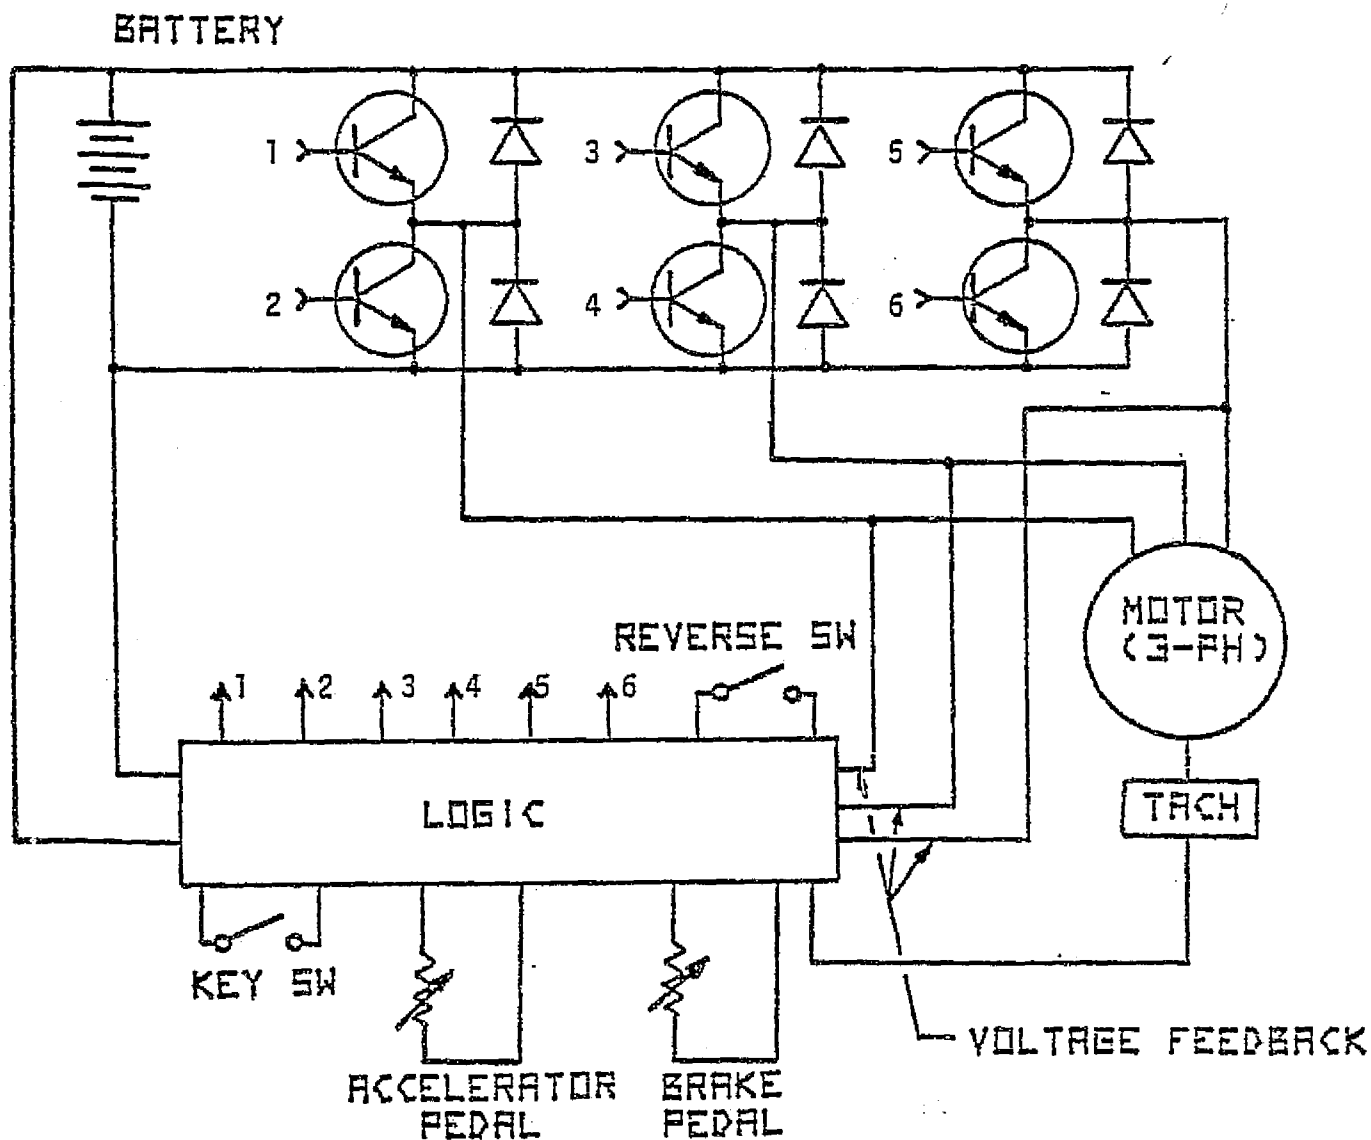 BATTERY
1
3
5
2
4
6
MOTOR
(3-PH)
REVERSE SW
1 2 3 4 5 6
LOGIC
TACH
KEY SW
VOLTAGE FEEDBACK
ACCELERATOR
PEDAL
BRAKE
PEDAL